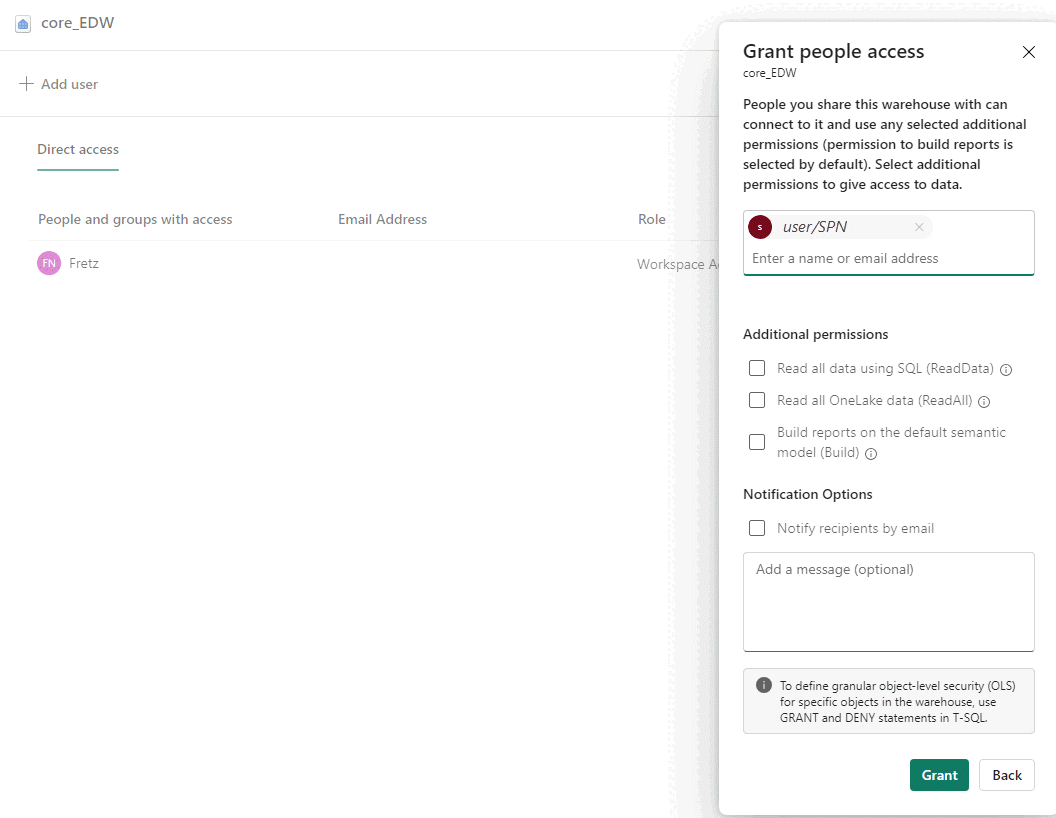 core_EDW
Add user
Direct access
People and groups with access Email Address Role
FN Fretz Workspace
Grant people access
core_EDW
People you share this warehouse with can
connect to it and use any selected additional
permissions (permission to build reports is
selected by default). Select additional
permissions to give access to data.
s user/SPN
Enter a name or email address
Additional permissions
Read all data using SQL (ReadData)
Read all OneLake data (ReadAll)
Build reports on the default semantic
model (Build)
Notification Options
Notify recipients by email
Add a message (optional)
To define granular object-level security (OLS)
for specific objects in the warehouse, use
GRANT and DENY statements in T-SQL.
Grant Back